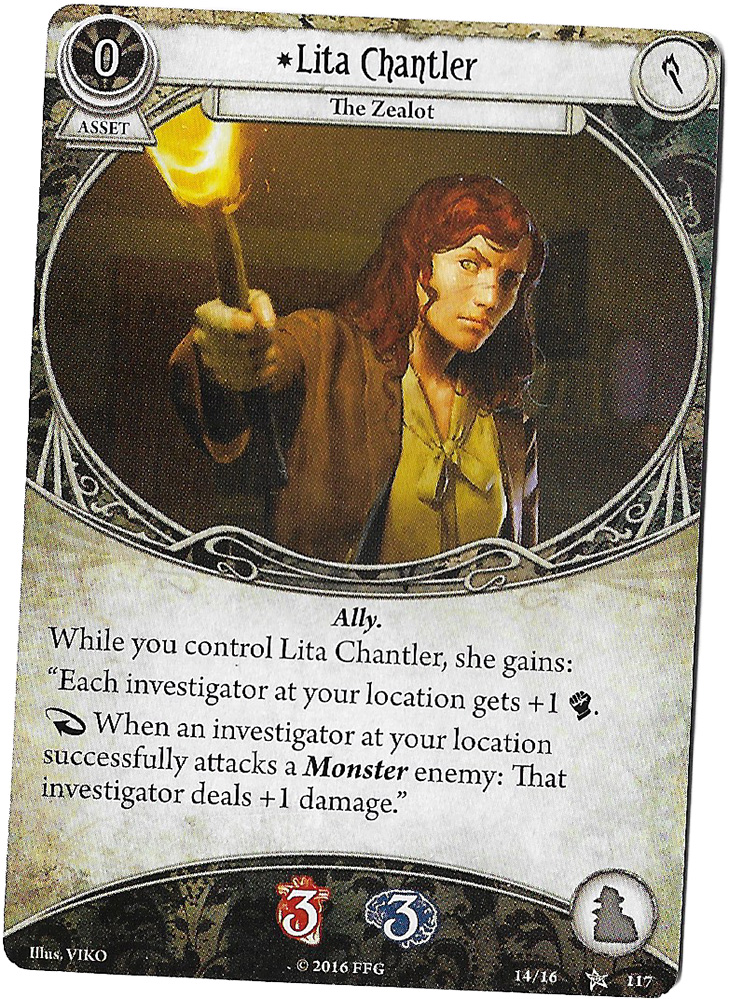 0
ASSET
*Lita Chantler
The Zealot
Ally.
While you control Lita Chantler, she gains:
“Each investigator at your location gets +1 .
When an investigator at your location
successfully attacks a Monster enemy: That
investigator deals +1 damage.”
3 3
Illus. VIKO
© 2016 FFG
14/16
117